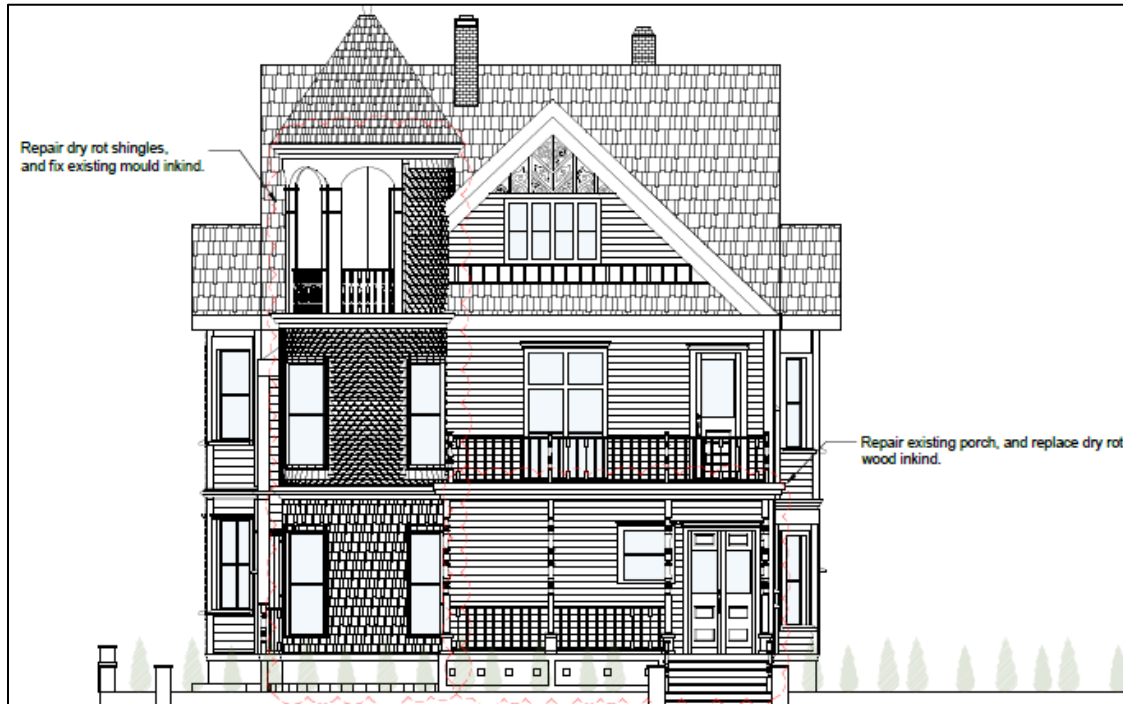 Repair dry rot shingles,
and fix existing mould inkind.
Repair existing porch, and replace dry rot
wood inkind.